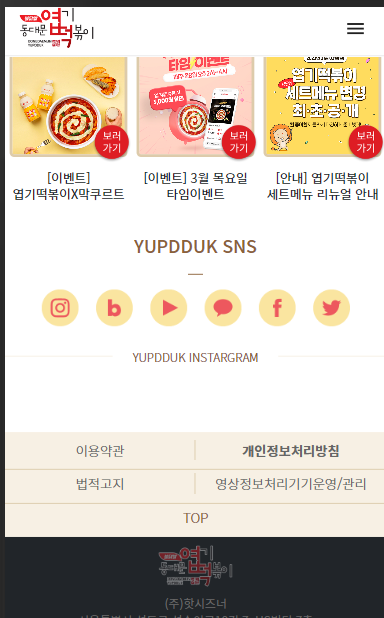 불닭발
엽기
동대문 떡볶이
DONGDAEMUN
YUPDDUK
타임 이벤트
엽기떡볶이
세트메뉴 변경
최·초·공·개
보러
가기
보러
가기
보러
가기
[이벤트]
엽기떡볶이X막쿠르트
[이벤트] 3월 목요일
타임이벤트
[안내] 엽기떡볶이
세트메뉴 리뉴얼 안내
YUPDDUK SNS
YUPDDUK INSTARGRAM
이용약관
개인정보처리방침
법적고지
영상정보처리기기운영/관리
TOP
엽기
동대문 떡볶이
(주)핫시즈너